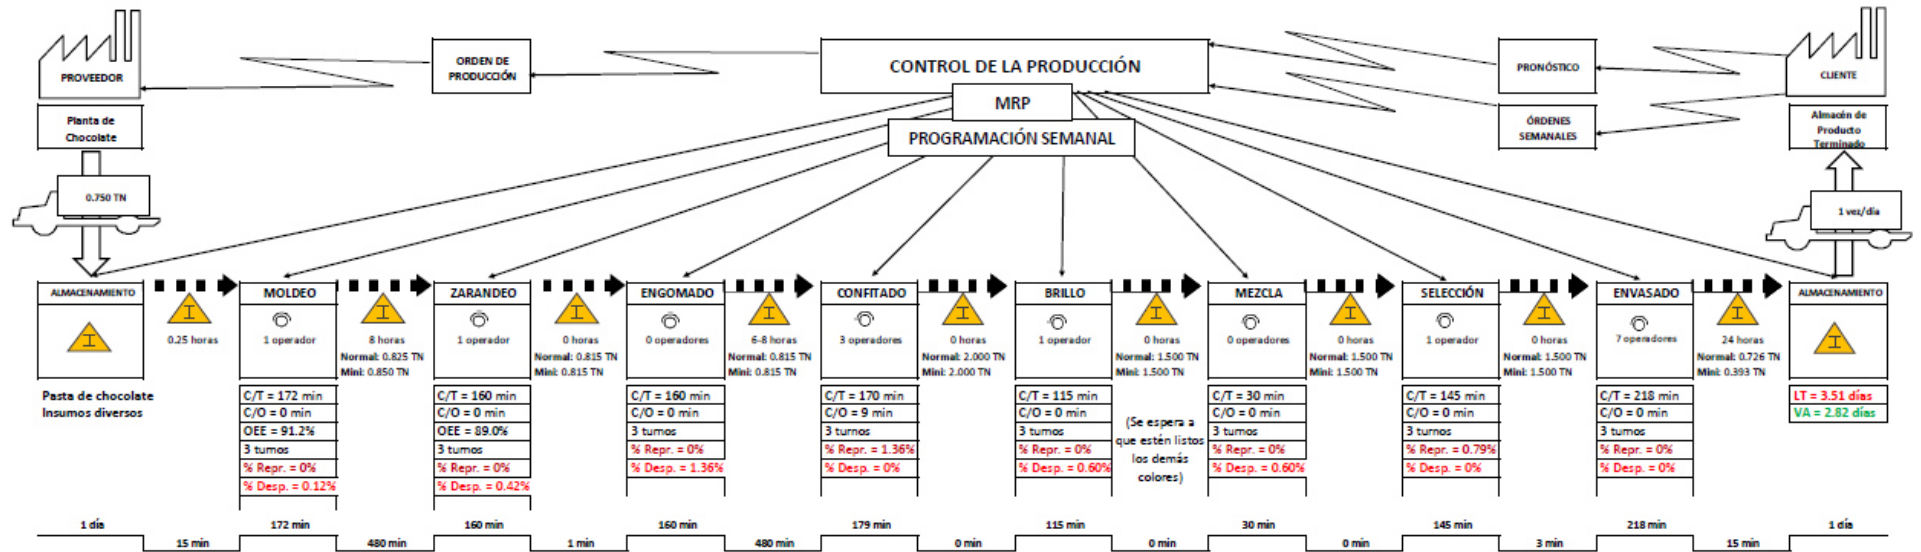 PROVEEDOR
ORDEN DE
PRODUCCIÓN
CONTROL DE LA PRODUCCIÓN
MRP
PROGRAMACIÓN SEMANAL
PRONÓSTICO
ÓRDENES
SEMANALES
CLIENTE
Planta de
Chocolate
0.750 TN
Almacén de
Producto
Terminado
1 vez/día
ALMACENAMIENTO
Pasta de chocolate
Insumos diversos
0.25 horas
MOLDEO
1 operador
C/T = 172 min
C/O = 0 min
OEE = 91.2%
3 turnos
% Repr. = 0%
% Desp. = 0.12%
8 horas
Normal: 0.825 TN
Mini: 0.850 TN
ZARANDEO
1 operador
C/T = 160 min
C/O = 0 min
OEE = 89.0%
3 turnos
% Repr. = 0%
% Desp. = 0.42%
0 horas
Normal: 0.815 TN
Mini: 0.815 TN
ENGOMADO
0 operadores
C/T = 160 min
C/O = 0 min
3 turnos
% Repr. = 0%
% Desp. = 1.36%
6-8 horas
Normal: 0.815 TN
Mini: 0.815 TN
CONFITADO
3 operadores
C/T = 170 min
C/O = 9 min
3 turnos
% Repr. = 1.36%
% Desp. = 0%
0 horas
Normal: 2.000 TN
Mini: 2.000 TN
BRILLO
1 operador
C/T = 115 min
C/O = 0 min
3 turnos
% Repr. = 0%
% Desp. = 0.60%
0 horas
Normal: 1.500 TN
Mini: 1.500 TN
(Se espera a
que estén listos
los demás
colores)
MEZCLA
0 operadores
C/T = 30 min
C/O = 0 min
3 turnos
% Repr. = 0%
% Desp. = 0.60%
0 horas
Normal: 1.500 TN
Mini: 1.500 TN
SELECCIÓN
1 operador
C/T = 145 min
C/O = 0 min
3 turnos
% Repr. = 0.79%
% Desp. = 0%
0 horas
Normal: 1.500 TN
Mini: 1.500 TN
ENVASADO
7 operadores
C/T = 218 min
C/O = 0 min
3 turnos
% Repr. = 0%
% Desp. = 0%
24 horas
Normal: 0.726 TN
Mini: 0.393 TN
ALMACENAMIENTO
LT = 3.51 días
VA = 2.82 días
1 día
15 min
172 min
480 min
160 min
1 min
160 min
480 min
179 min
0 min
115 min
0 min
30 min
0 min
145 min
3 min
218 min
15 min
1 día